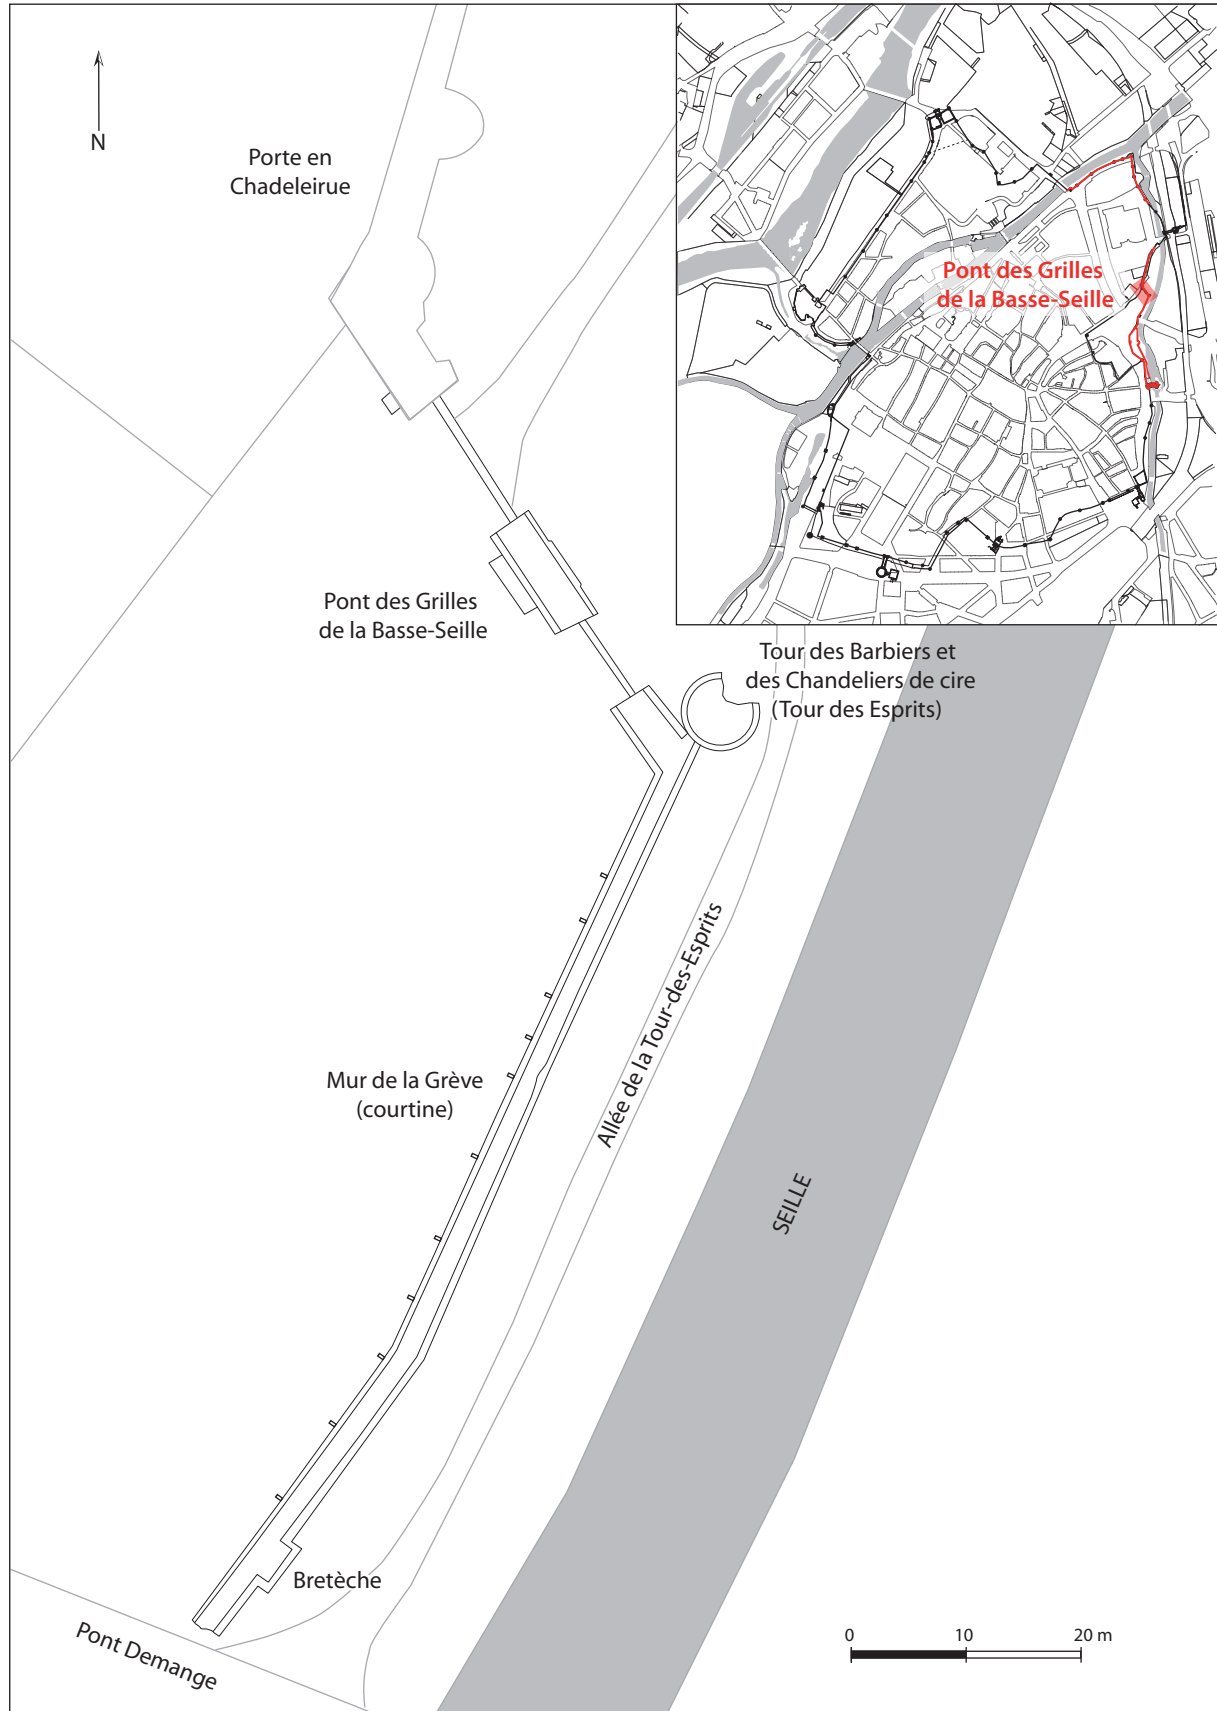 N
Porte en
Chadeleirue
Pont des Grilles
de la Basse-Seille
Pont des Grilles
de la Basse-Seille
Tour des Barbiers et
des Chandeliers de cire
(Tour des Esprits)
Allée de la Tour-des-Esprits
Mur de la Grève
(courtine)
SEILLE
Bretèche
Pont Demange
0 10 20 m